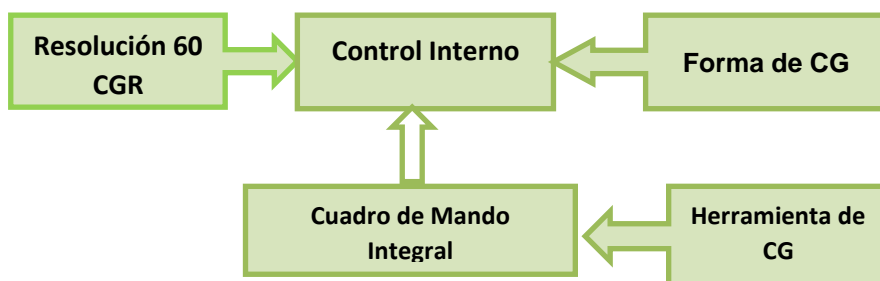 Resolución 60
CGR
Control Interno
Forma de CG
Cuadro de Mando
Integral
Herramienta de
CG